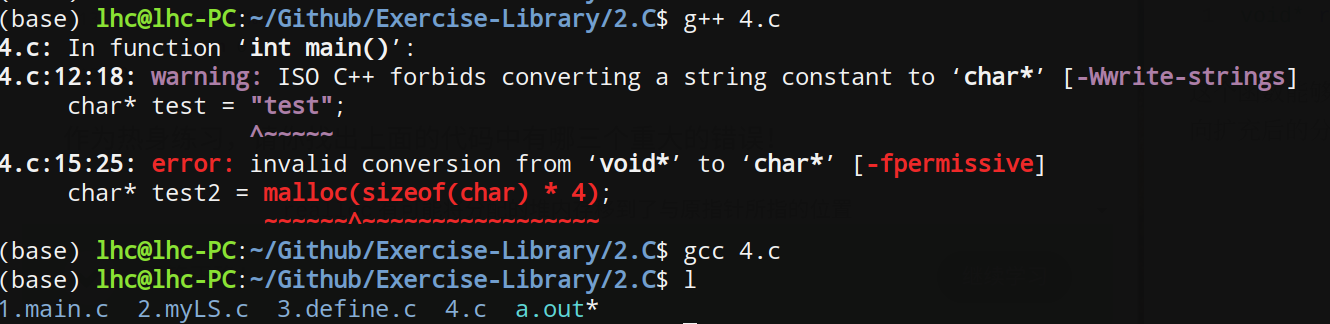 (base) lhc@lhc-PC:~/Github/Exercise-Library/2.C$ g++ 4.c
4.c: In function ‘int main()’:
4.c:12:18: warning: ISO C++ forbids converting a string constant to ‘char*’ [-Wwrite-strings]
     char* test = "test";
                  ^~~~~~
4.c:15:25: error: invalid conversion from ‘void*’ to ‘char*’ [-fpermissive]
     char* test2 = malloc(sizeof(char) * 4);
                   ~~~~~~^~~~~~~~~~~~~~~~~~
(base) lhc@lhc-PC:~/Github/Exercise-Library/2.C$ gcc 4.c
(base) lhc@lhc-PC:~/Github/Exercise-Library/2.C$ l
1.main.c  2.myLS.c  3.define.c  4.c  a.out*